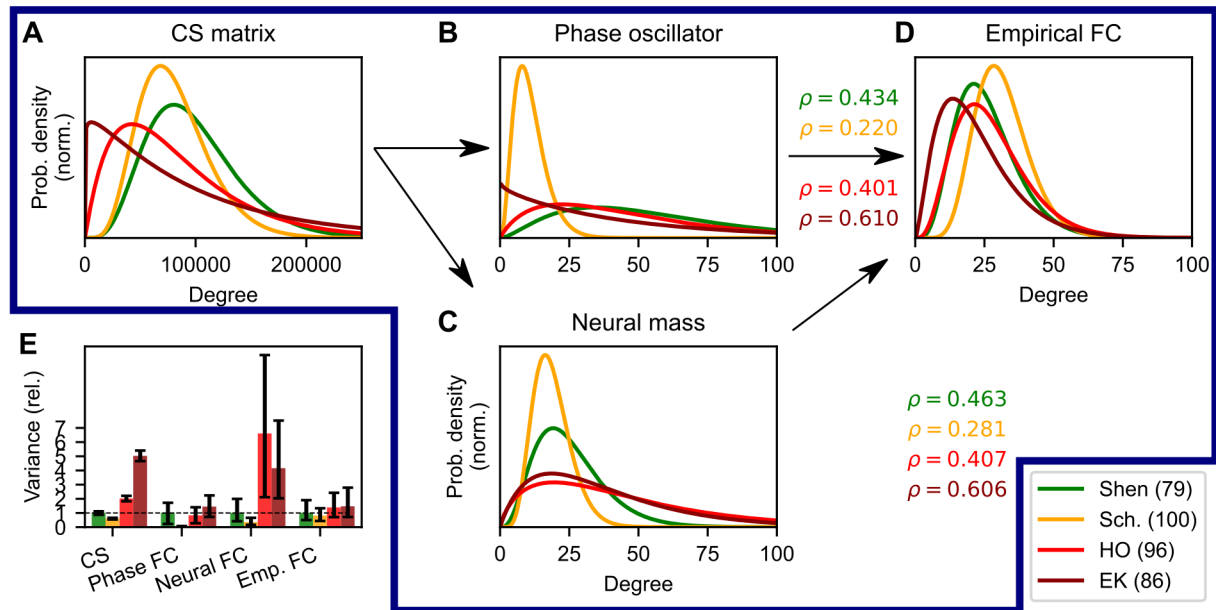 A
CS matrix
Prob. density
(norm.)
0
100000
200000
Degree
B
Phase oscillator
0
25
50
75
100
Degree
ρ = 0.434
ρ = 0.220
ρ = 0.401
ρ = 0.610
D
Empirical FC
0
25
50
75
100
Degree
C
Neural mass
Prob. density
(norm.)
0
25
50
75
100
Degree
ρ = 0.463
ρ = 0.281
ρ = 0.407
ρ = 0.606
E
Variance (rel.)
7
6
5
4
3
2
1
0
CS
Phase FC
Neural FC
Emp. FC
Shen (79)
Sch. (100)
HO (96)
EK (86)